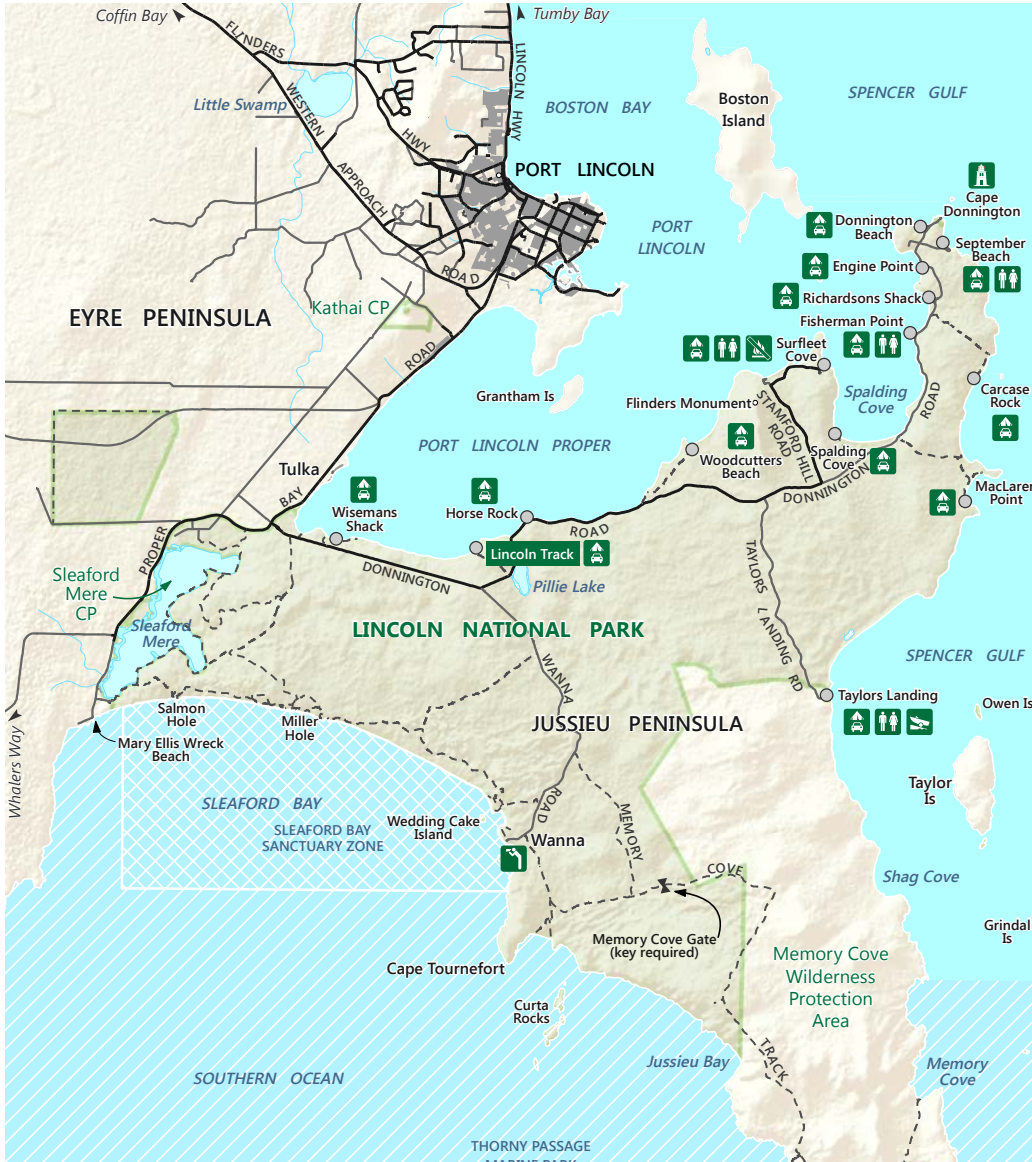 Coffin Bay
Tumby Bay
FLINDERS
HWY
LINCOLN HWY
Little Swamp
WESTERN
APPROACH
ROAD
BOSTON BAY
Boston
Island
SPENCER GULF
PORT LINCOLN
PORT
LINCOLN
Cape
Donnington
Donnington
Beach
September
Beach
Engine Point
Richardsons Shack
Fisherman Point
Surfleet
Cove
EYRE PENINSULA
Kathai CP
ROAD
Grantham Is
Spalding
Cove
ROAD
Carcase
Rock
Flinders Monument
STAMFORD HILL
ROAD
PORT LINCOLN PROPER
Woodcutters
Beach
Spalding
Cove
DONNINGTON
Tulka
BAY
Wisemans
Shack
Horse Rock
MacLaren
Point
PROPER
ROAD
Lincoln Track
DONNINGTON
Pillie Lake
TAYLORS LANDING RD
Sleaford
Mere
CP
Sleaford
Mere
LINCOLN NATIONAL PARK
WANNA
SPENCER GULF
Taylors Landing
Owen Is
Salmon
Hole
Miller
Hole
JUSSIEU PENINSULA
Mary Ellis Wreck
Beach
Whalers Way
Taylor
Is
SLEAFORD BAY
SLEAFORD BAY
SANCTUARY ZONE
Wedding Cake
Island
ROAD
Wanna
MEMORY
COVE
Shag Cove
Memory Cove Gate
(key required)
Grindal
Is
Cape Tournefort
Memory Cove
Wilderness
Protection
Area
Curta
Rocks
Jussieu Bay
TRACK
Memory
Cove
SOUTHERN OCEAN
THORNY PASSAGE
MARINE PARK